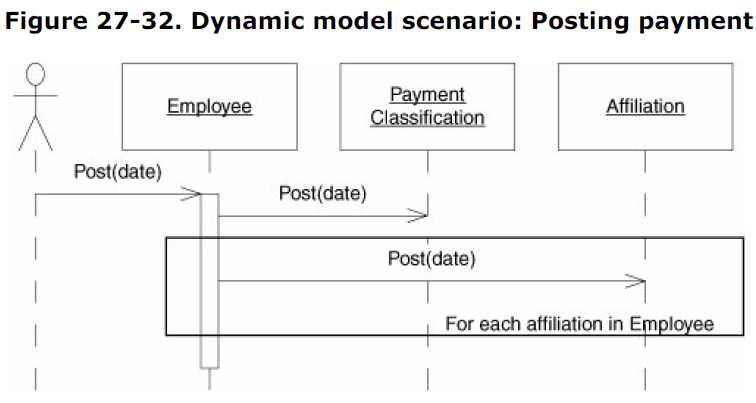 Figure 27-32. Dynamic model scenario: Posting payment
Employee
Payment
Classification
Affiliation
Post(date)
Post(date)
Post(date)
For each affiliation in Employee